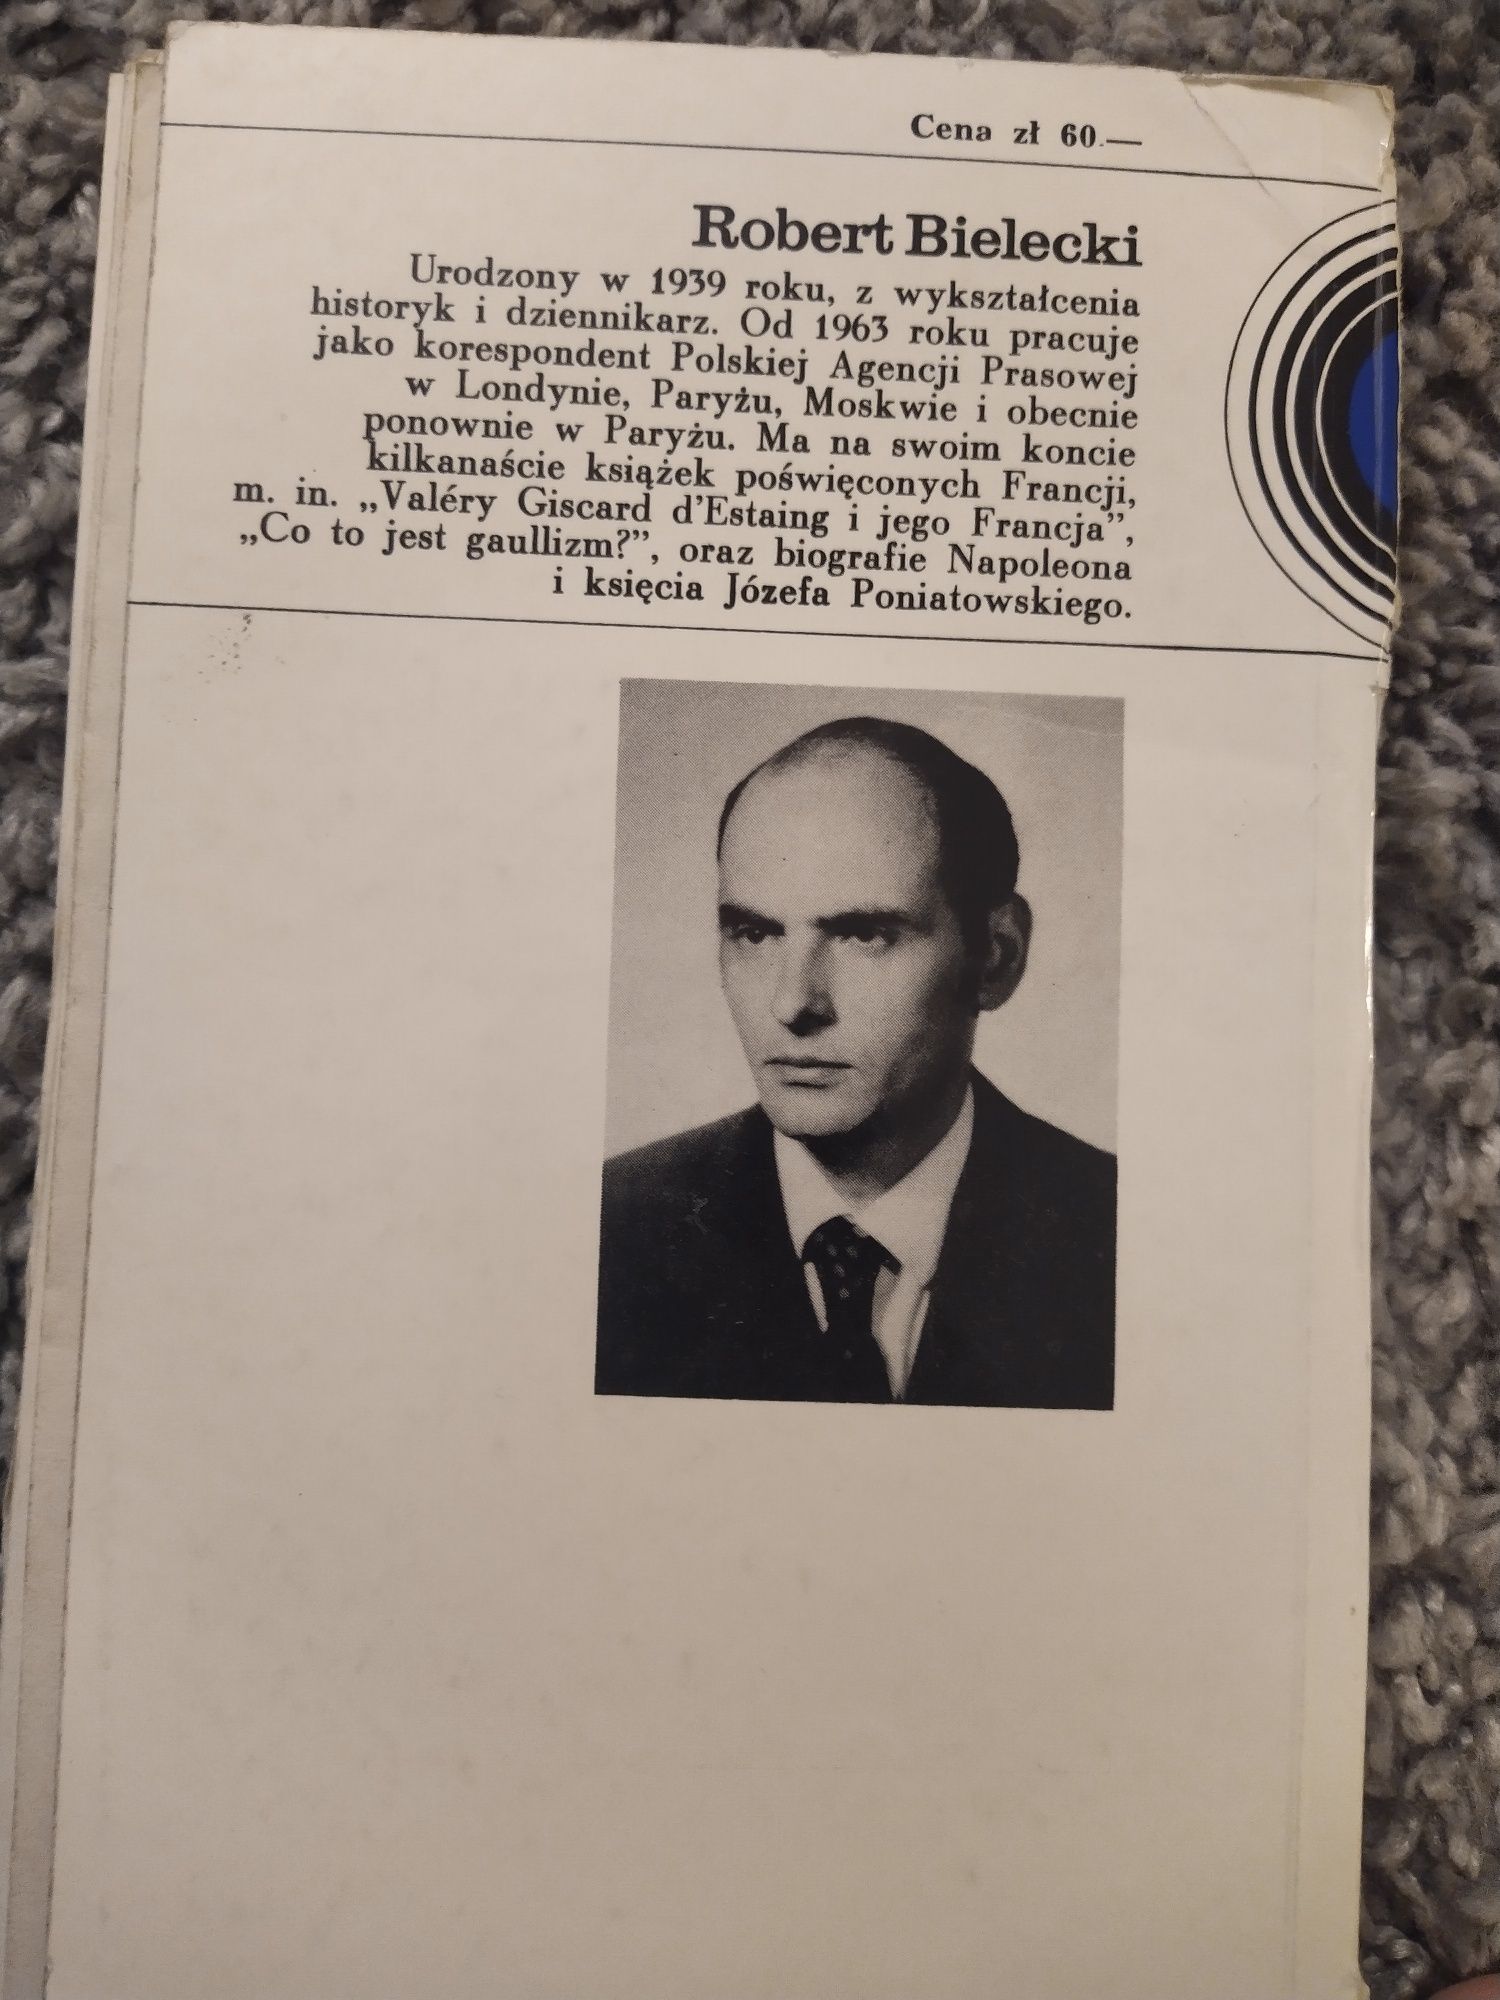 Cena zł 60.—
Robert Bielecki
Urodzony w 1939 roku, z wykształcenia
historyk i dziennikarz. Od 1963 roku pracuje
jako korespondent Polskiej Agencji Prasowej
w Londynie, Paryżu, Moskwie i obecnie
ponownie w Paryżu. Ma na swoim koncie
kilkanaście książek poświęconych Francji,
m. in. „Valéry Giscard d'Estaing i jego Francja”,
„Co to jest gaullizm?”, oraz biografie Napoleona
i księcia Józefa Poniatowskiego.